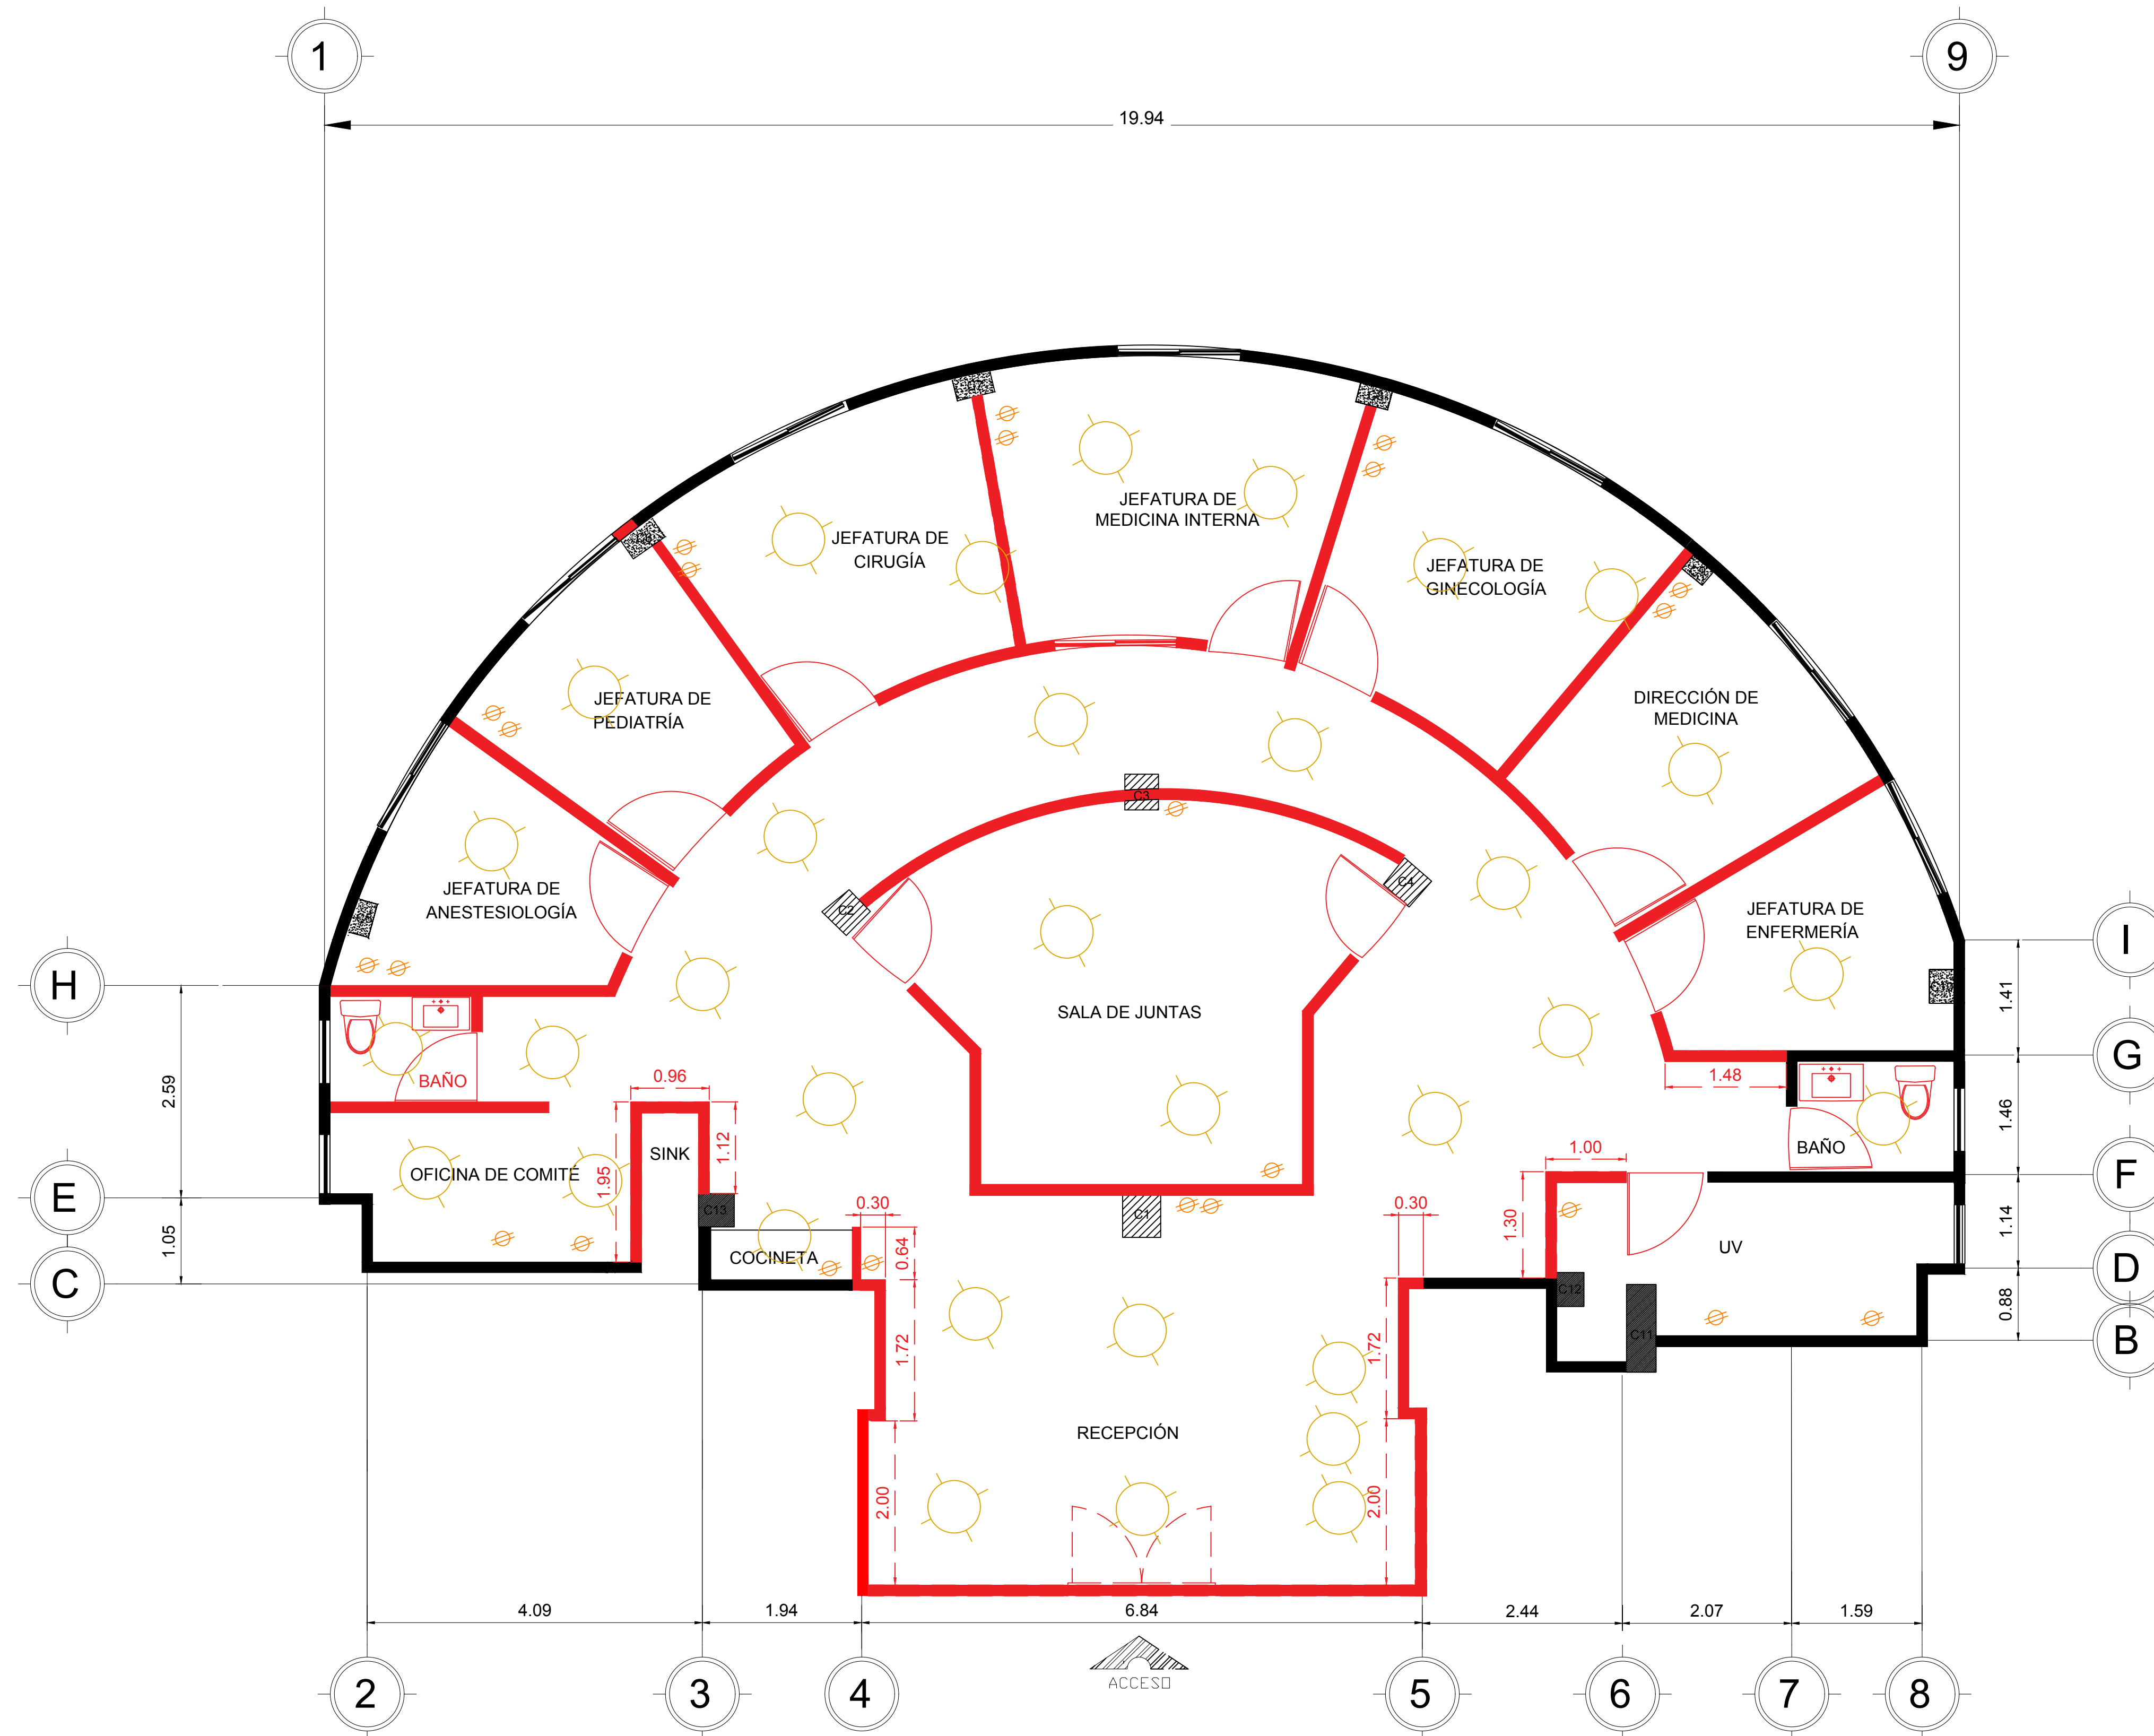 1
9
19.94
JEFATURA DE
MEDICINA INTERNA
JEFATURA DE
CIRUGÍA
JEFATURA DE
GINECOLOGÍA
JEFATURA DE
PEDIATRÍA
DIRECCIÓN DE
MEDICINA
C3
JEFATURA DE
ANESTESIOLOGÍA
C2
C4
JEFATURA DE
ENFERMERÍA
I
H
SALA DE JUNTAS
1.41
G
2.59
BAÑO
0.96
1.48
1.46
SINK
1.12
1.00
BAÑO
OFICINA DE COMITÉ
1.95
F
E
C13
0.30
C1
0.30
1.30
1.14
1.05
COCINETA
0.64
UV
D
C
C12
0.88
1.72
1.72
C11
B
RECEPCIÓN
2.00
2.00
4.09
1.94
6.84
2.44
2.07
1.59
ACCESO
2
3
4
5
6
7
8